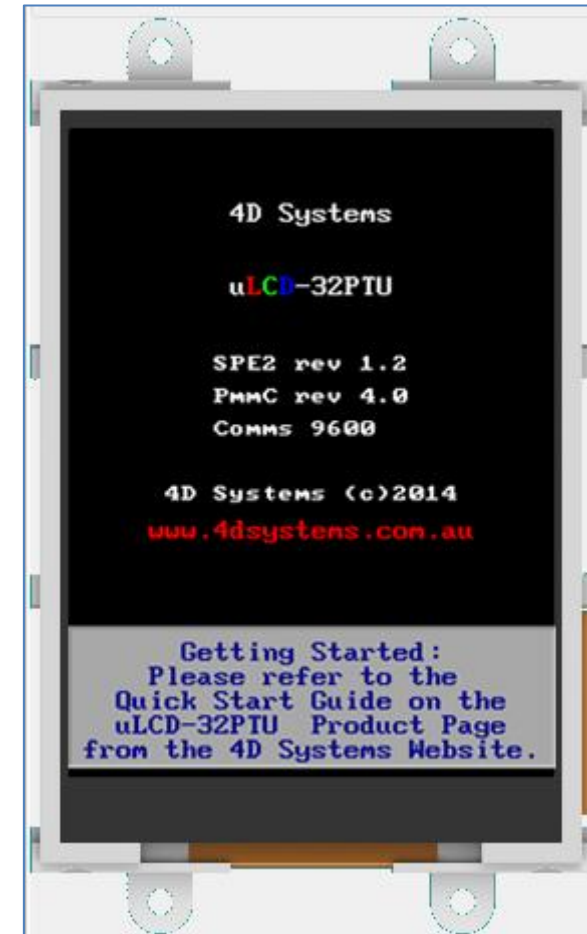 4D Systems
uLCD-32PTU
SPE2 rev 1.2
PmmC rev 4.0
Comms 9600
4D Systems (c)2014
www.4dsystems.com.au
Getting Started:
Please refer to the
Quick Start Guide on the
uLCD-32PTU Product Page
from the 4D Systems Website.